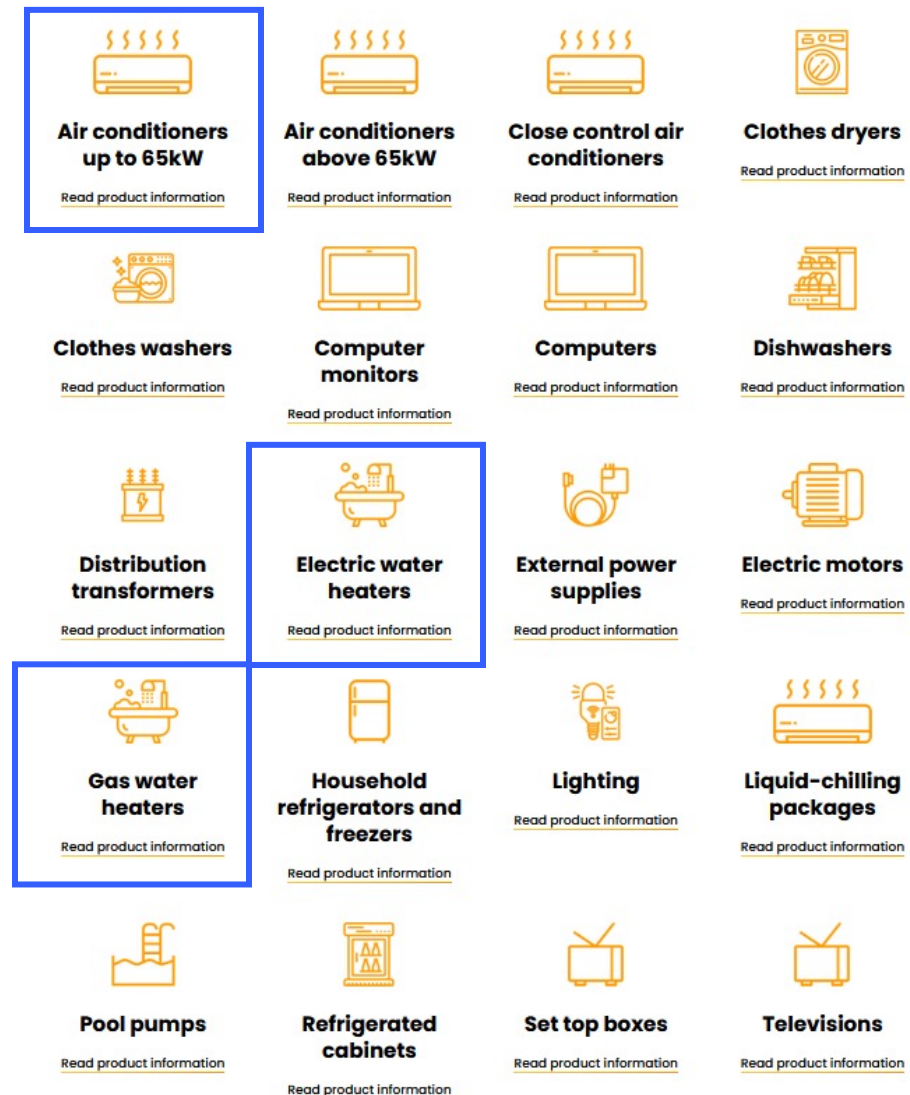 Air conditioners
up to 65kW
Read product information
Air conditioners
above 65kW
Read product information
Close control air
conditioners
Read product information
Clothes dryers
Read product information
Clothes washers
Read product information
Computer
monitors
Read product information
Computers
Read product information
Dishwashers
Read product information
Distribution
transformers
Read product information
Electric water
heaters
Read product information
External power
supplies
Read product information
Electric motors
Read product information
Gas water
heaters
Read product information
Household
refrigerators and
freezers
Read product information
Lighting
Read product information
Liquid-chilling
packages
Read product information
Pool pumps
Read product information
Refrigerated
cabinets
Read product information
Set top boxes
Read product information
Televisions
Read product information